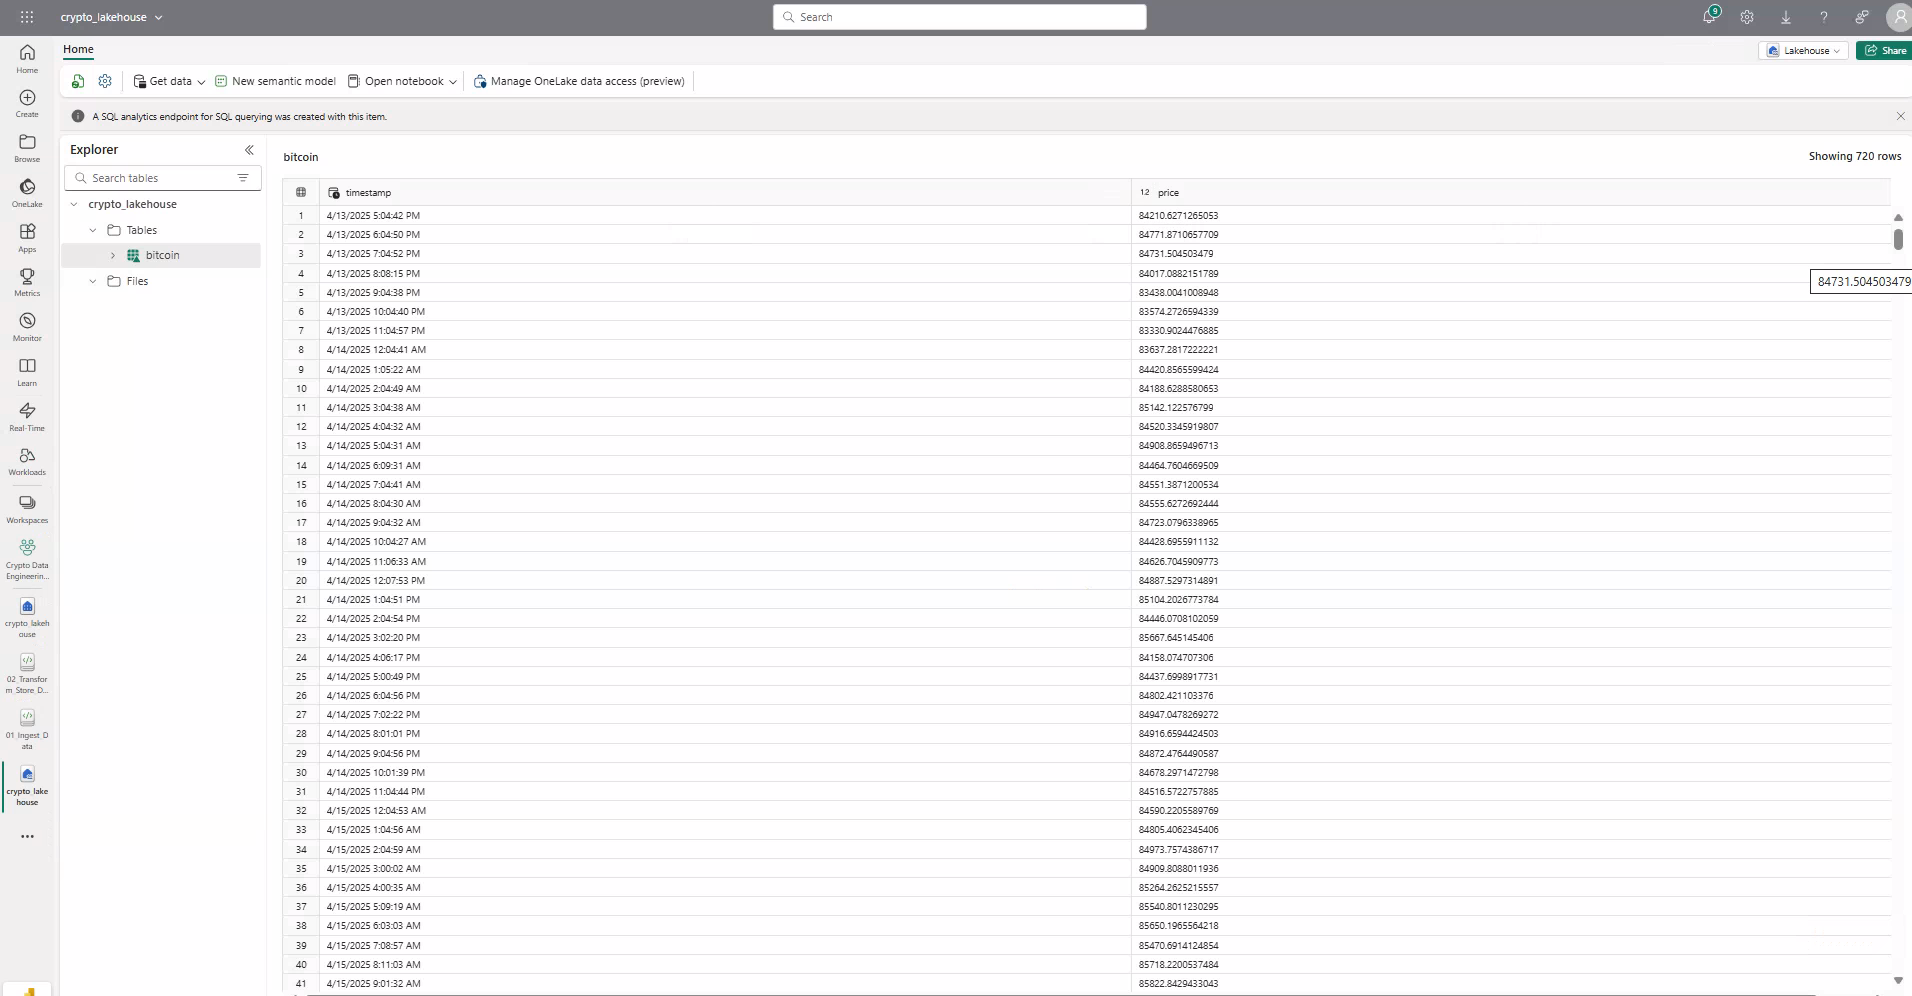 crypto_lakehouse
Search
9
Home
Lakehouse
Share
Get data
New semantic model
Open notebook
Manage OneLake data access (preview)
A SQL analytics endpoint for SQL querying was created with this item.
Home
Create
Browse
OneLake
Apps
Metrics
Monitor
Learn
Real-Time
Workloads
Workspaces
Crypto Data
Engineerin...
crypto_lakeh
ouse
02_Transfor
m_Store_D...
01_Ingest_D
ata
crypto_lake
house
Explorer
Search tables
crypto_lakehouse
Tables
bitcoin
Files
bitcoin
Showing 720 rows
timestamp 1.2 price
1 4/13/2025 5:04:42 PM 84210.6271265053
2 4/13/2025 6:04:50 PM 84771.8710657709
3 4/13/2025 7:04:52 PM 84731.504503479
4 4/13/2025 8:08:15 PM 84017.0882151789
84731.504503479
5 4/13/2025 9:04:38 PM 83438.0041008948
6 4/13/2025 10:04:40 PM 83574.2726594339
7 4/13/2025 11:04:57 PM 83330.9024476885
8 4/14/2025 12:04:41 AM 83637.2817222221
9 4/14/2025 1:05:22 AM 84420.8565599424
10 4/14/2025 2:04:49 AM 84188.6288580653
11 4/14/2025 3:04:38 AM 85142.122576799
12 4/14/2025 4:04:32 AM 84520.3345919807
13 4/14/2025 5:04:31 AM 84908.8659496713
14 4/14/2025 6:09:31 AM 84464.7604669509
15 4/14/2025 7:04:41 AM 84551.3871200534
16 4/14/2025 8:04:30 AM 84555.6272692444
17 4/14/2025 9:04:32 AM 84723.0796338965
18 4/14/2025 10:04:27 AM 84428.6955911132
19 4/14/2025 11:06:33 AM 84626.7045909773
20 4/14/2025 12:07:53 PM 84887.5297314891
21 4/14/2025 1:04:51 PM 85104.2026773784
22 4/14/2025 2:04:54 PM 84446.0708102059
23 4/14/2025 3:02:20 PM 85667.645145406
24 4/14/2025 4:06:17 PM 84158.074707306
25 4/14/2025 5:00:49 PM 84437.6998917731
26 4/14/2025 6:04:56 PM 84802.421103376
27 4/14/2025 7:02:22 PM 84947.0478269272
28 4/14/2025 8:01:01 PM 84916.6594424503
29 4/14/2025 9:04:56 PM 84872.4764490587
30 4/14/2025 10:01:39 PM 84678.2971472798
31 4/14/2025 11:04:44 PM 84516.5722757885
32 4/15/2025 12:04:53 AM 84590.2205589769
33 4/15/2025 1:04:56 AM 84805.4062345406
34 4/15/2025 2:04:59 AM 84973.7574386717
35 4/15/2025 3:00:02 AM 84909.8088011936
36 4/15/2025 4:00:35 AM 85264.2625215557
37 4/15/2025 5:09:19 AM 85540.8011230295
38 4/15/2025 6:03:03 AM 85650.1965564218
39 4/15/2025 7:08:57 AM 85470.6914124854
40 4/15/2025 8:11:03 AM 85718.2200537484
41 4/15/2025 9:01:32 AM 85822.8429433043